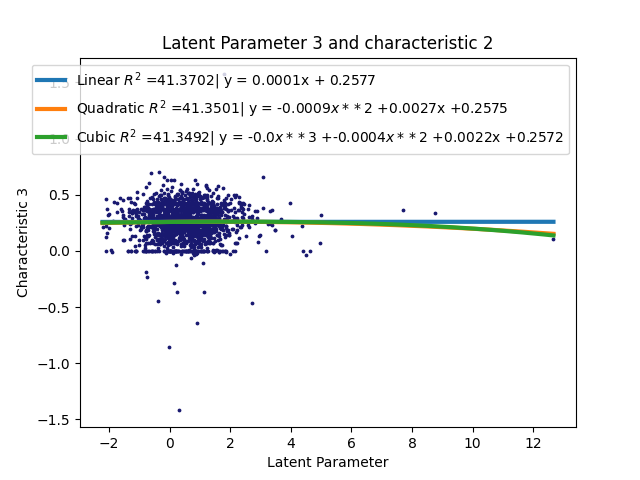 Latent Parameter 3 and characteristic 2
Linear R² =41.3702| y = 0.0001x + 0.2577
Quadratic R² =41.3501| y = -0.0009x**2 +0.0027x +0.2575
Cubic R² =41.3492| y = -0.0x**3 +-0.0004x**2 +0.0022x +0.2572
1.5
1.0
0.5
0.0
−0.5
−1.0
−1.5
Characteristic 3
−2 0 2 4 6 8 10 12
Latent Parameter